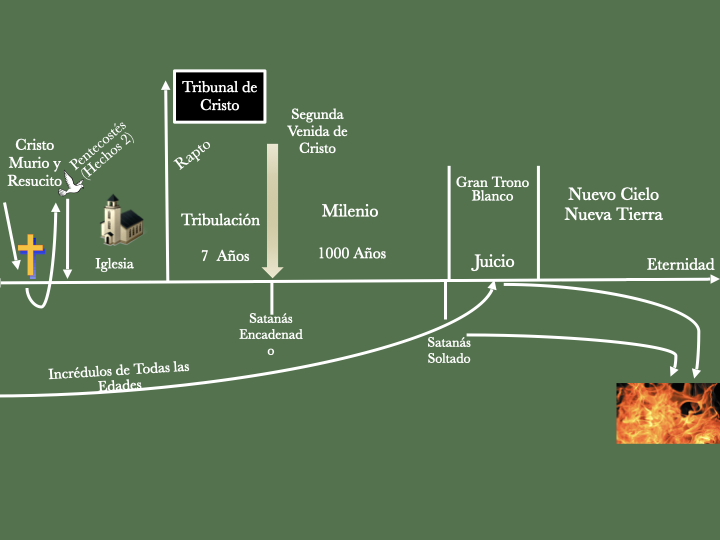 Tribunal de
Cristo
Segunda
Venida de
Cristo
Cristo
Murio y
Resucito
Pentecostés
(Hechos 2)
Rapto
Gran Trono
Blanco
Nuevo Cielo
Nueva Tierra
Tribulación
Milenio
7 Años
1000 Años
Iglesia
Juicio
Eternidad
Satanás
Encadenad
o
Satanás
Soltado
Incrédulos de Todas las
Edades